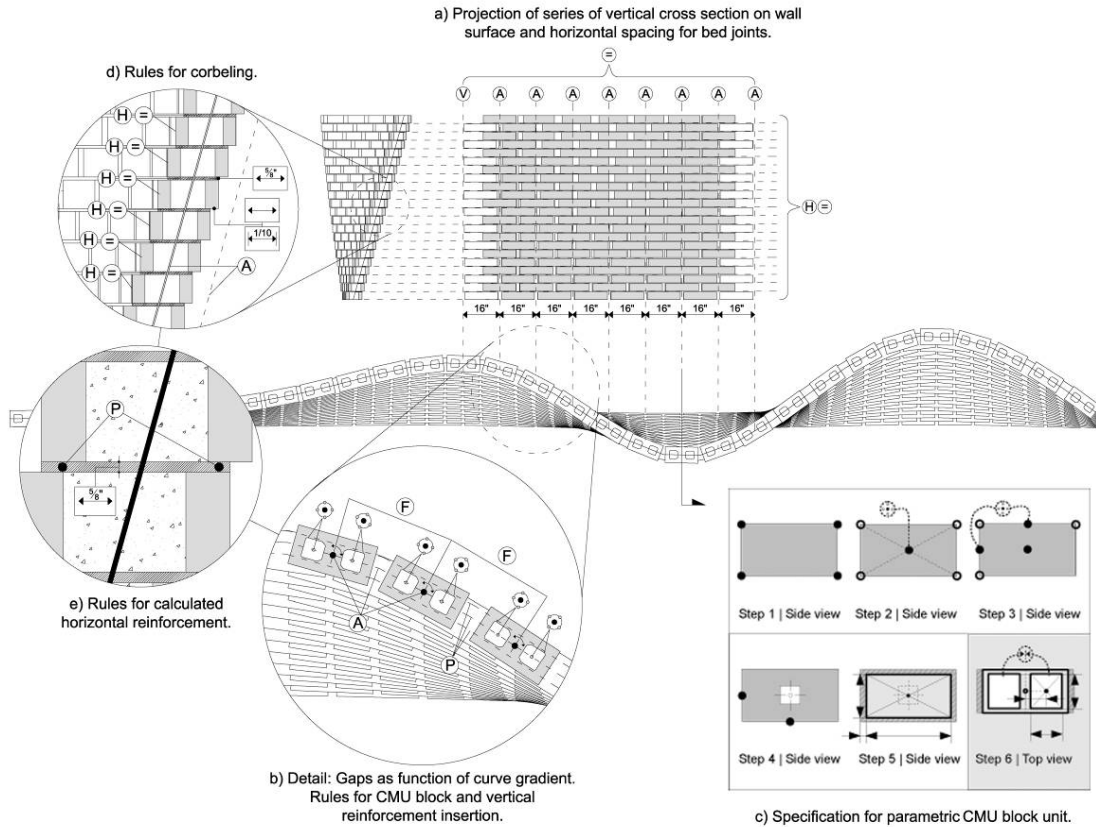 a) Projection of series of vertical cross section on wall
surface and horizontal spacing for bed joints.
=
V A A A A A A A A
H =
16" 16" 16" 16" 16" 16" 16" 16"
d) Rules for corbeling.
H =
H =
H =
H =
H =
H =
5/8"
1/10
A
P
5/8"
e) Rules for calculated
horizontal reinforcement.
F
F
A
P
b) Detail: Gaps as function of curve gradient.
Rules for CMU block and vertical
reinforcement insertion.
Step 1 | Side view Step 2 | Side view Step 3 | Side view
Step 4 | Side view Step 5 | Side view Step 6 | Top view
c) Specification for parametric CMU block unit.